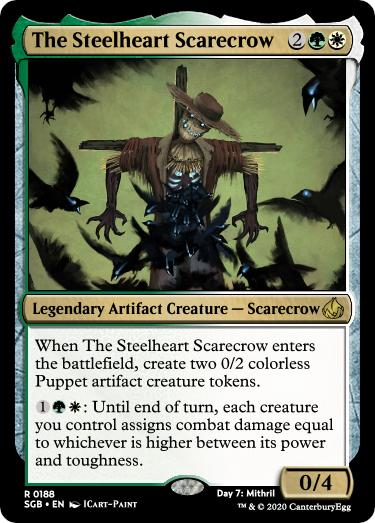 The Steelheart Scarecrow 2
Legendary Artifact Creature — Scarecrow
When The Steelheart Scarecrow enters
the battlefield, create two 0/2 colorless
Puppet artifact creature tokens.
1 : Until end of turn, each creature
you control assigns combat damage equal
to whichever is higher between its power
and toughness.
0/4
R 0188 Day 7: Mithril
SGB • EN ICart-Paint ™ & © 2020 CanterburyEgg